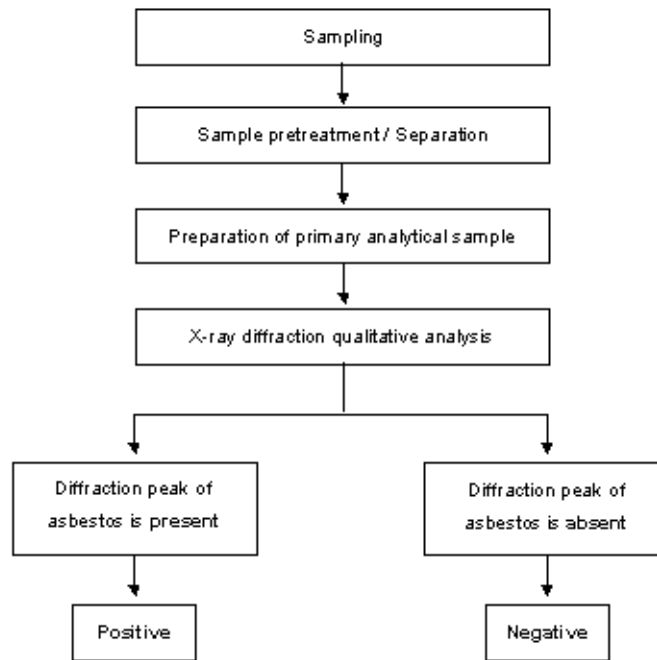 Sampling
Sample pretreatment / Separation
Preparation of primary analytical sample
X-ray diffraction qualitative analysis
Diffraction peak of
asbestos is present
Diffraction peak of
asbestos is absent
Positive
Negative